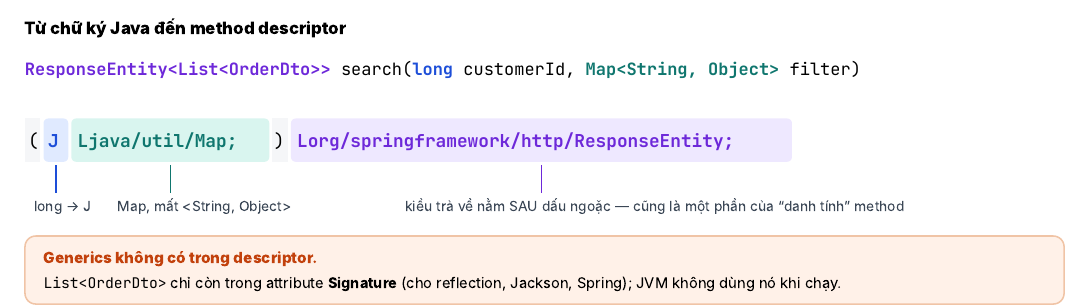 Từ chữ ký Java đến method descriptor
ResponseEntity<List<OrderDto>> search(long customerId, Map<String, Object> filter)
( J Ljava/util/Map; ) Lorg/springframework/http/ResponseEntity;
long → J Map, mất <String, Object> kiểu trả về nằm SAU dấu ngoặc — cũng là một phần của “danh tính” method
Generics không có trong descriptor.
List<OrderDto> chỉ còn trong attribute Signature (cho reflection, Jackson, Spring); JVM không dùng nó khi chạy.